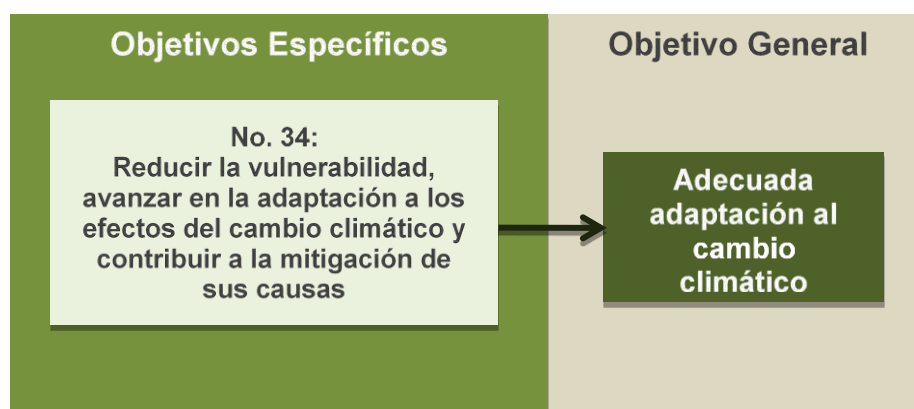 Objetivos Específicos
No. 34:
Reducir la vulnerabilidad,
avanzar en la adaptación a los
efectos del cambio climático y
contribuir a la mitigación de
sus causas
Objetivo General
Adecuada
adaptación al
cambio
climático